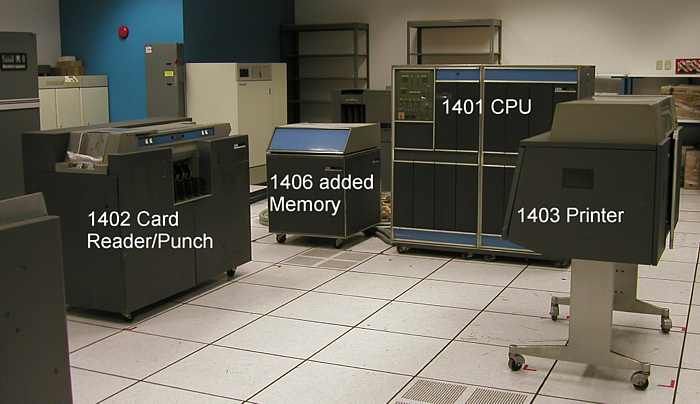 1401 CPU
1406 added
Memory
1402 Card
Reader/Punch
1403 Printer